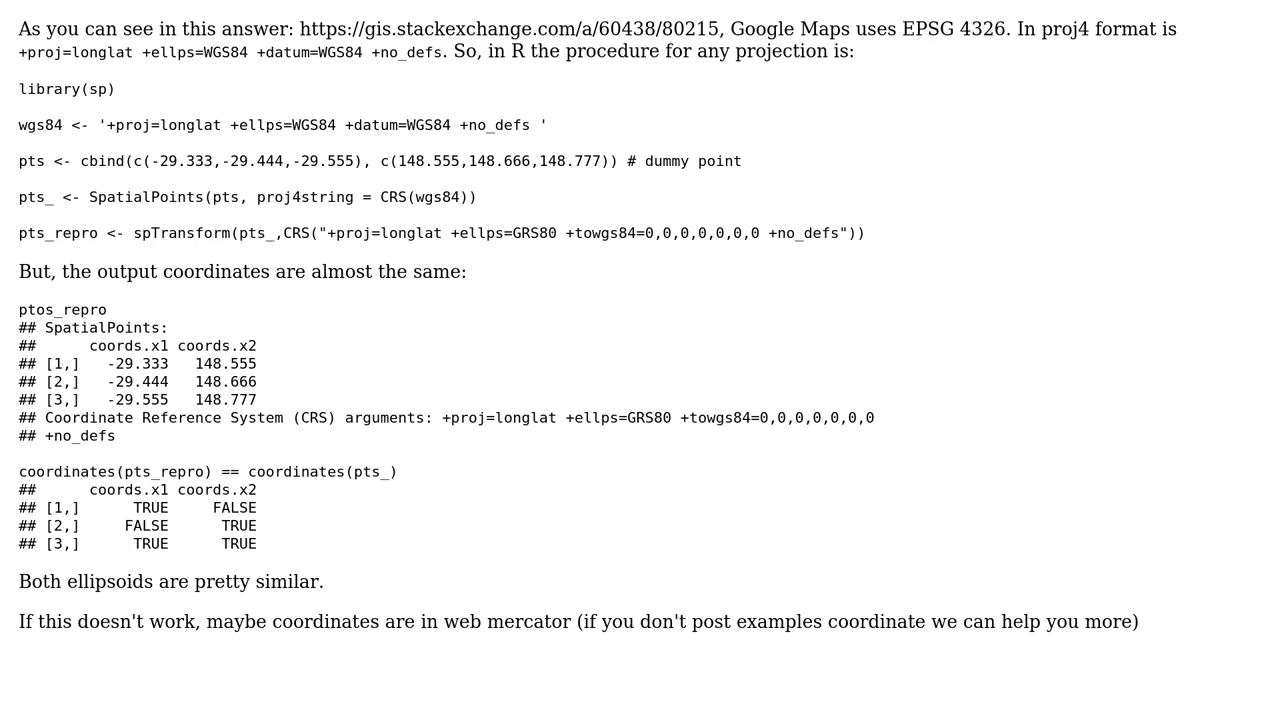 As you can see in this answer: https://gis.stackexchange.com/a/60438/80215, Google Maps uses EPSG 4326. In proj4 format is
+proj=longlat +ellps=WGS84 +datum=WGS84 +no_defs. So, in R the procedure for any projection is:
library(sp)
wgs84 <- '+proj=longlat +ellps=WGS84 +datum=WGS84 +no_defs '
pts <- cbind(c(-29.333,-29.444,-29.555), c(148.555,148.666,148.777)) # dummy point
pts_ <- SpatialPoints(pts, proj4string = CRS(wgs84))
pts_repro <- spTransform(pts_,CRS("+proj=longlat +ellps=GRS80 +towgs84=0,0,0,0,0,0,0 +no_defs"))
But, the output coordinates are almost the same:
ptos_repro
## SpatialPoints:
##      coords.x1 coords.x2
## [1,]   -29.333   148.555
## [2,]   -29.444   148.666
## [3,]   -29.555   148.777
## Coordinate Reference System (CRS) arguments: +proj=longlat +ellps=GRS80 +towgs84=0,0,0,0,0,0,0
## +no_defs
coordinates(pts_repro) == coordinates(pts_)
##      coords.x1 coords.x2
## [1,]      TRUE     FALSE
## [2,]     FALSE      TRUE
## [3,]      TRUE      TRUE
Both ellipsoids are pretty similar.
If this doesn't work, maybe coordinates are in web mercator (if you don't post examples coordinate we can help you more)